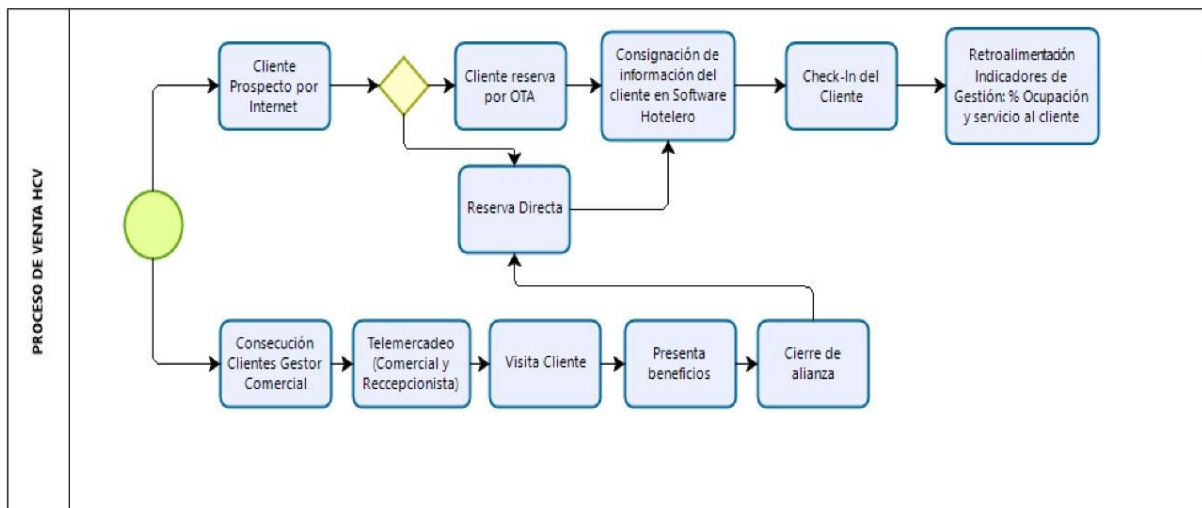 PROCESO DE VENTA HCV
Cliente
Prospecto por
Internet
Cliente reserva
por OTA
Consignación de
información del
cliente en Software
Hotelero
Check-In del
Cliente
Retroalimentación
Indicadores de
Gestión: % Ocupación
y servicio al cliente
Reserva Directa
Consecución
Clientes Gestor
Comercial
Telemercadeo
(Comercial y
Reccepcionista)
Visita Cliente
Presenta
beneficios
Cierre de
alianza